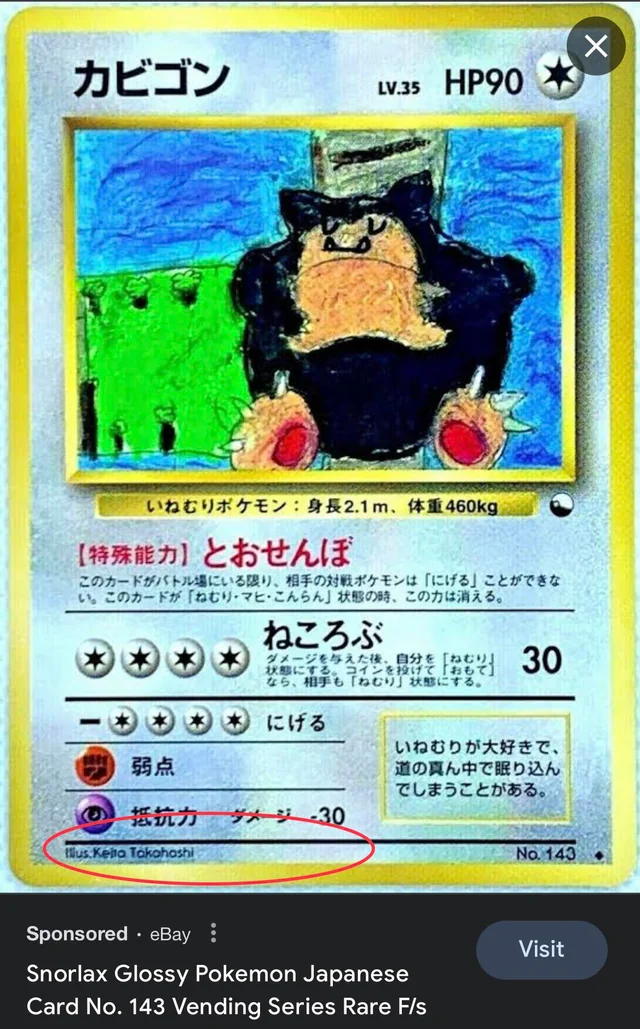 カビゴン LV.35 HP90
いねむりポケモン：身長2.1m、体重460kg
【特殊能力】とおせんぼ
このカードがバトル場にいる限り、相手の対戦ポケモンは「にげる」ことができな
い。このカードが「ねむり・マヒ・こんらん」状態の時、この力は消える。
ねころぶ
ダメージを与えた後、自分を「ねむり」
状態にする。コインを投げて「おもて」
なら、相手も「ねむり」状態にする。
30
にげる
弱点
抵抗力 ダメージ -30
いねむりが大好きで、
道の真ん中で眠り込ん
でしまうことがある。
Illus.Keita Takahashi
No. 143
Sponsored · eBay
Visit
Snorlax Glossy Pokemon Japanese
Card No. 143 Vending Series Rare F/s